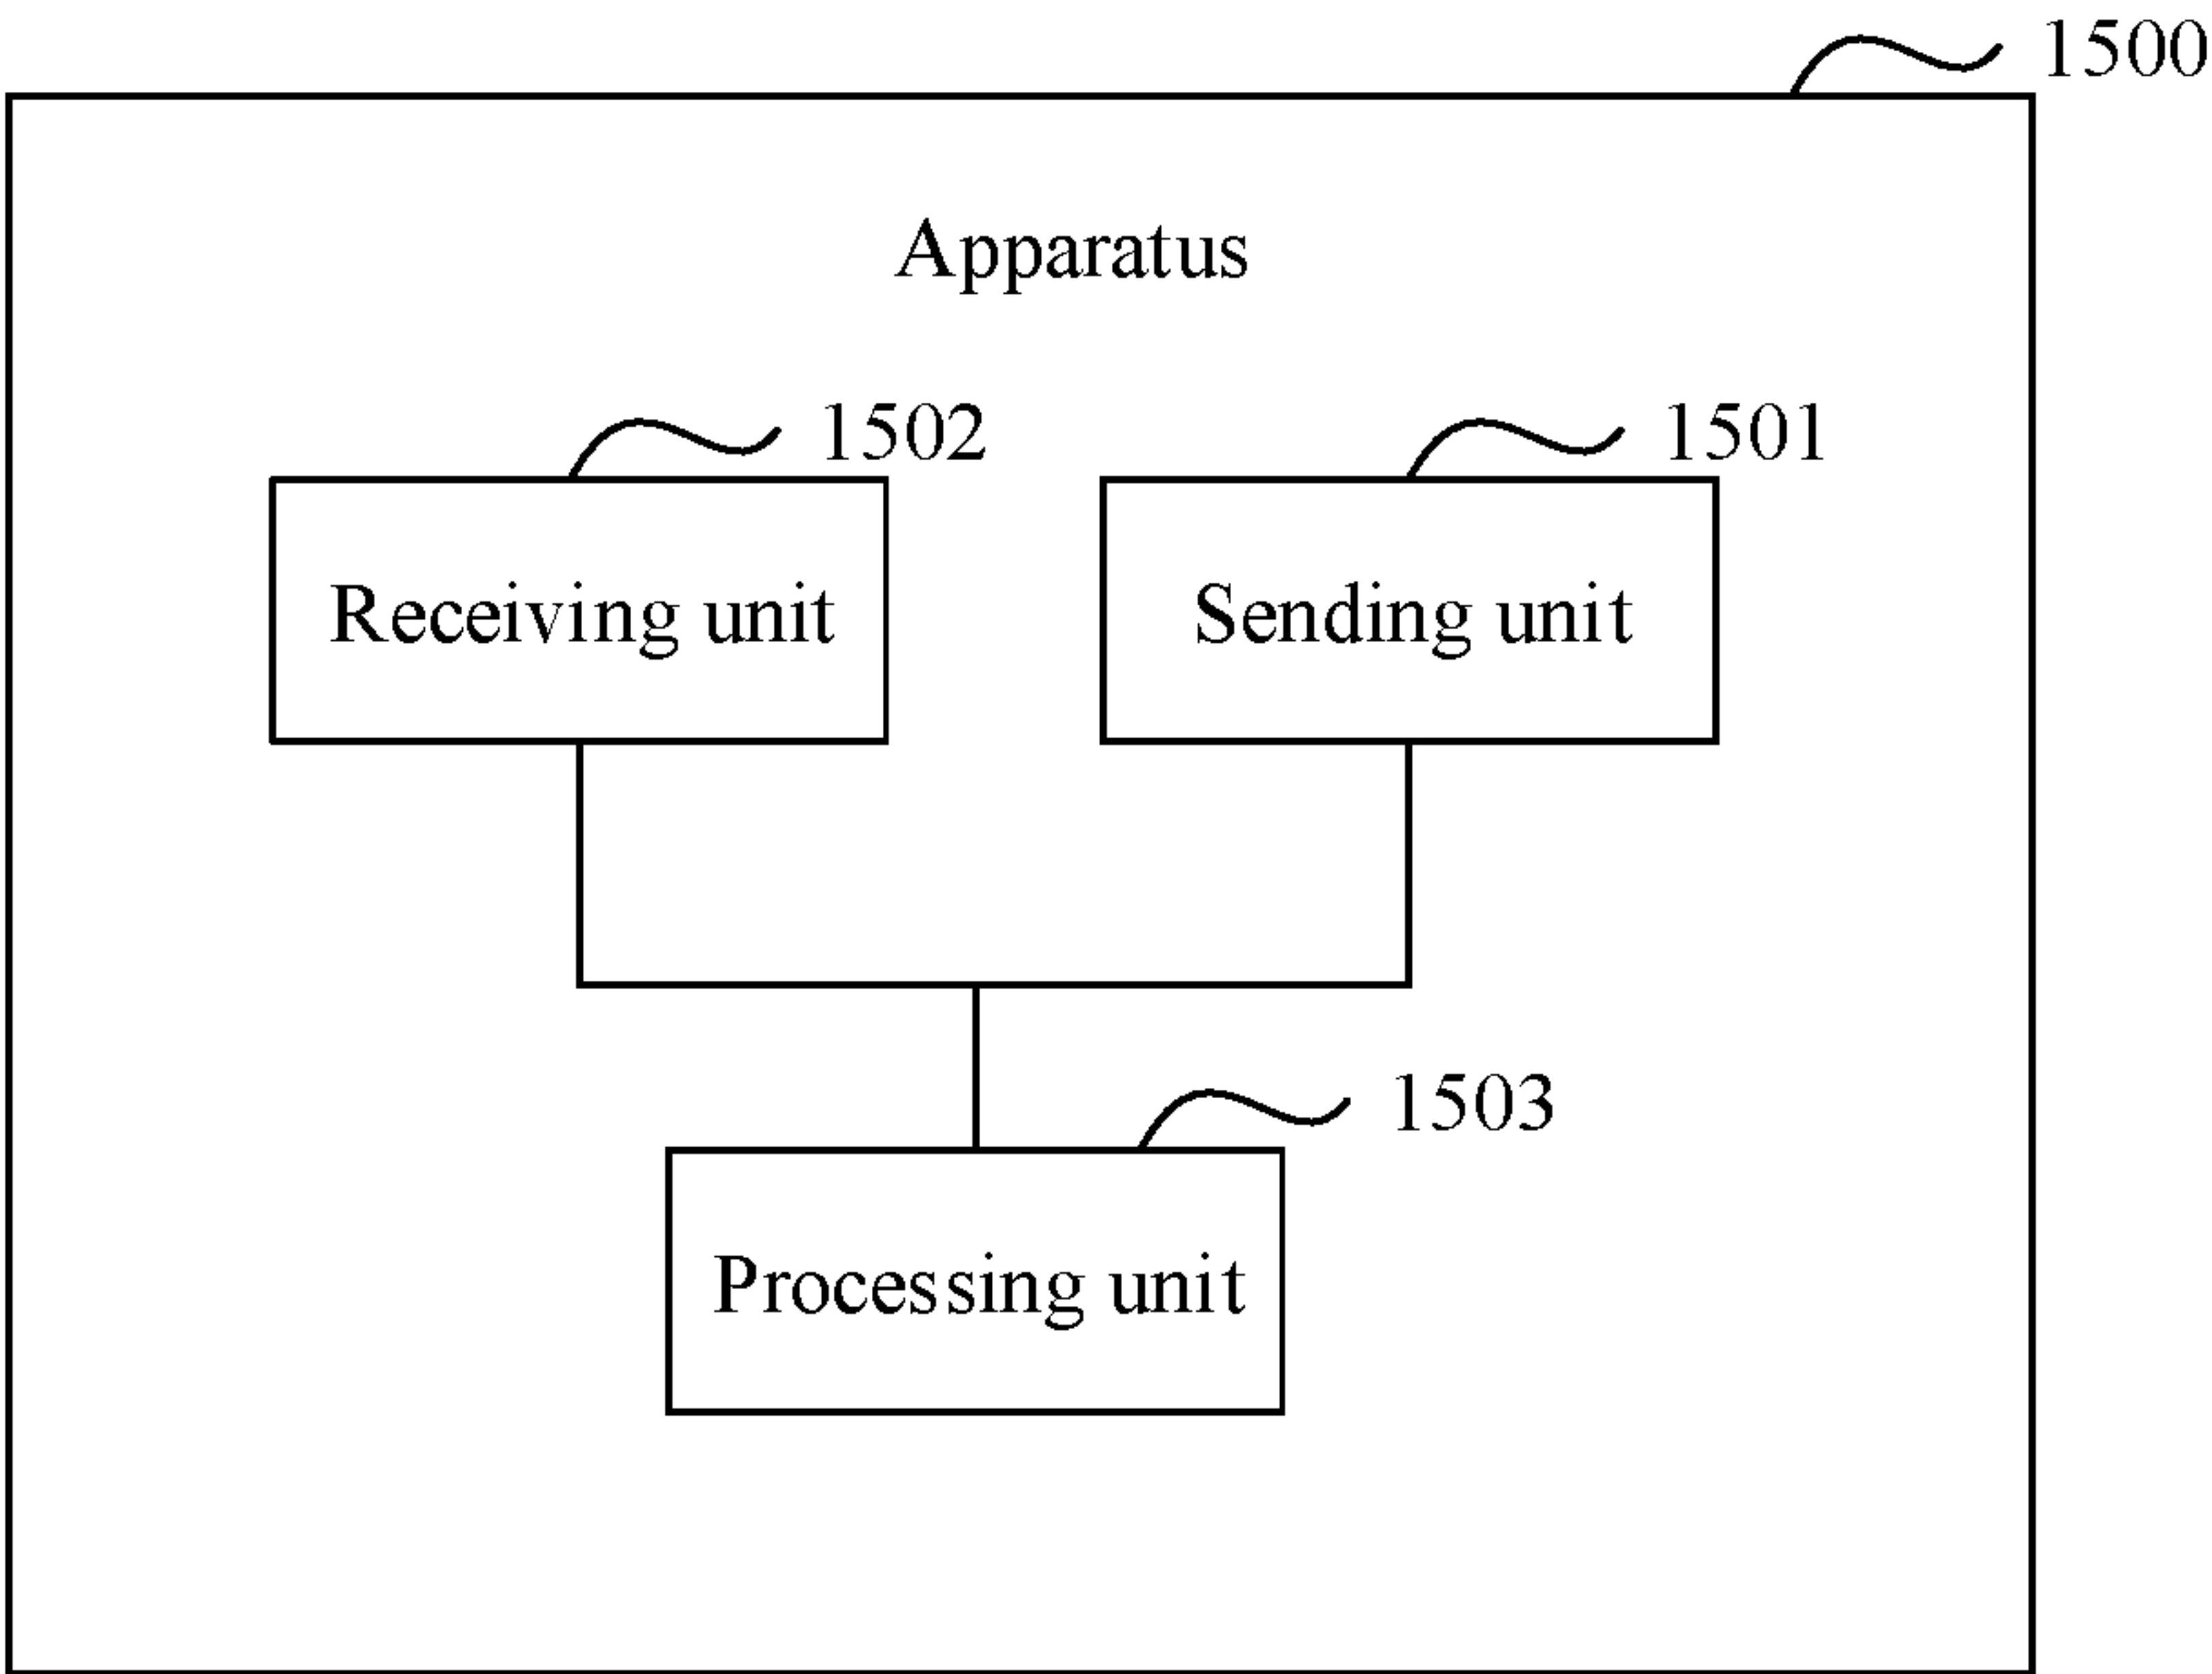 1500
Apparatus
1502
1501
Receiving unit
Sending unit
1503
Processing unit